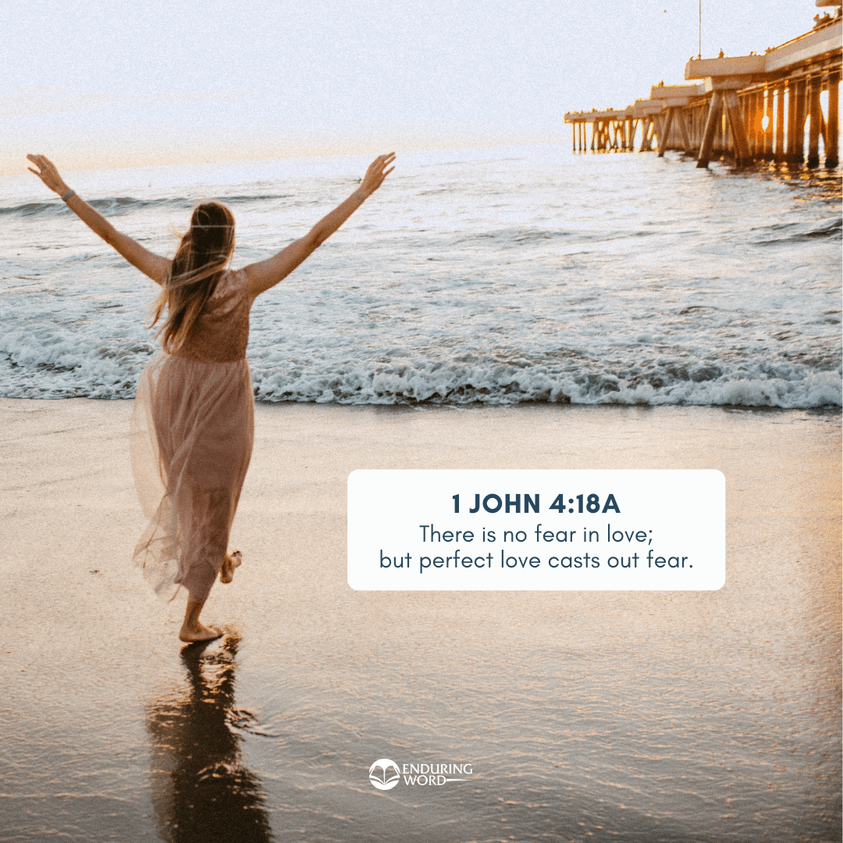 1 JOHN 4:18A
There is no fear in love;
but perfect love casts out fear.
ENDURING
WORD